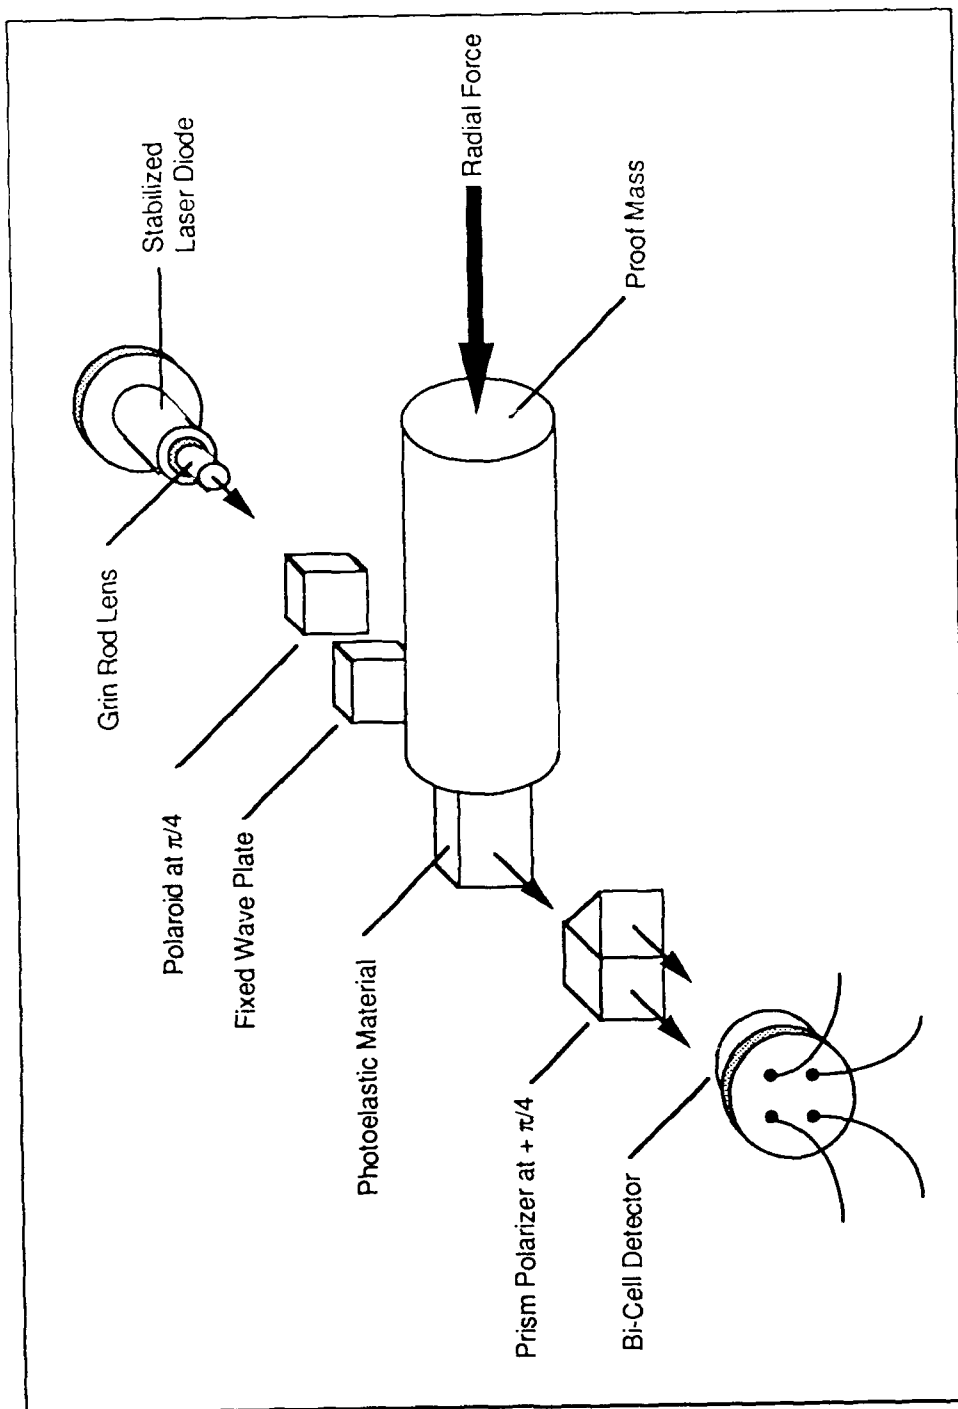 Stabilized
Laser Diode
Grin Rod Lens
Polaroid at π/4
Fixed Wave Plate
Photoelastic Material
Prism Polarizer at + π/4
Bi-Cell Detector
Radial Force
Proof Mass